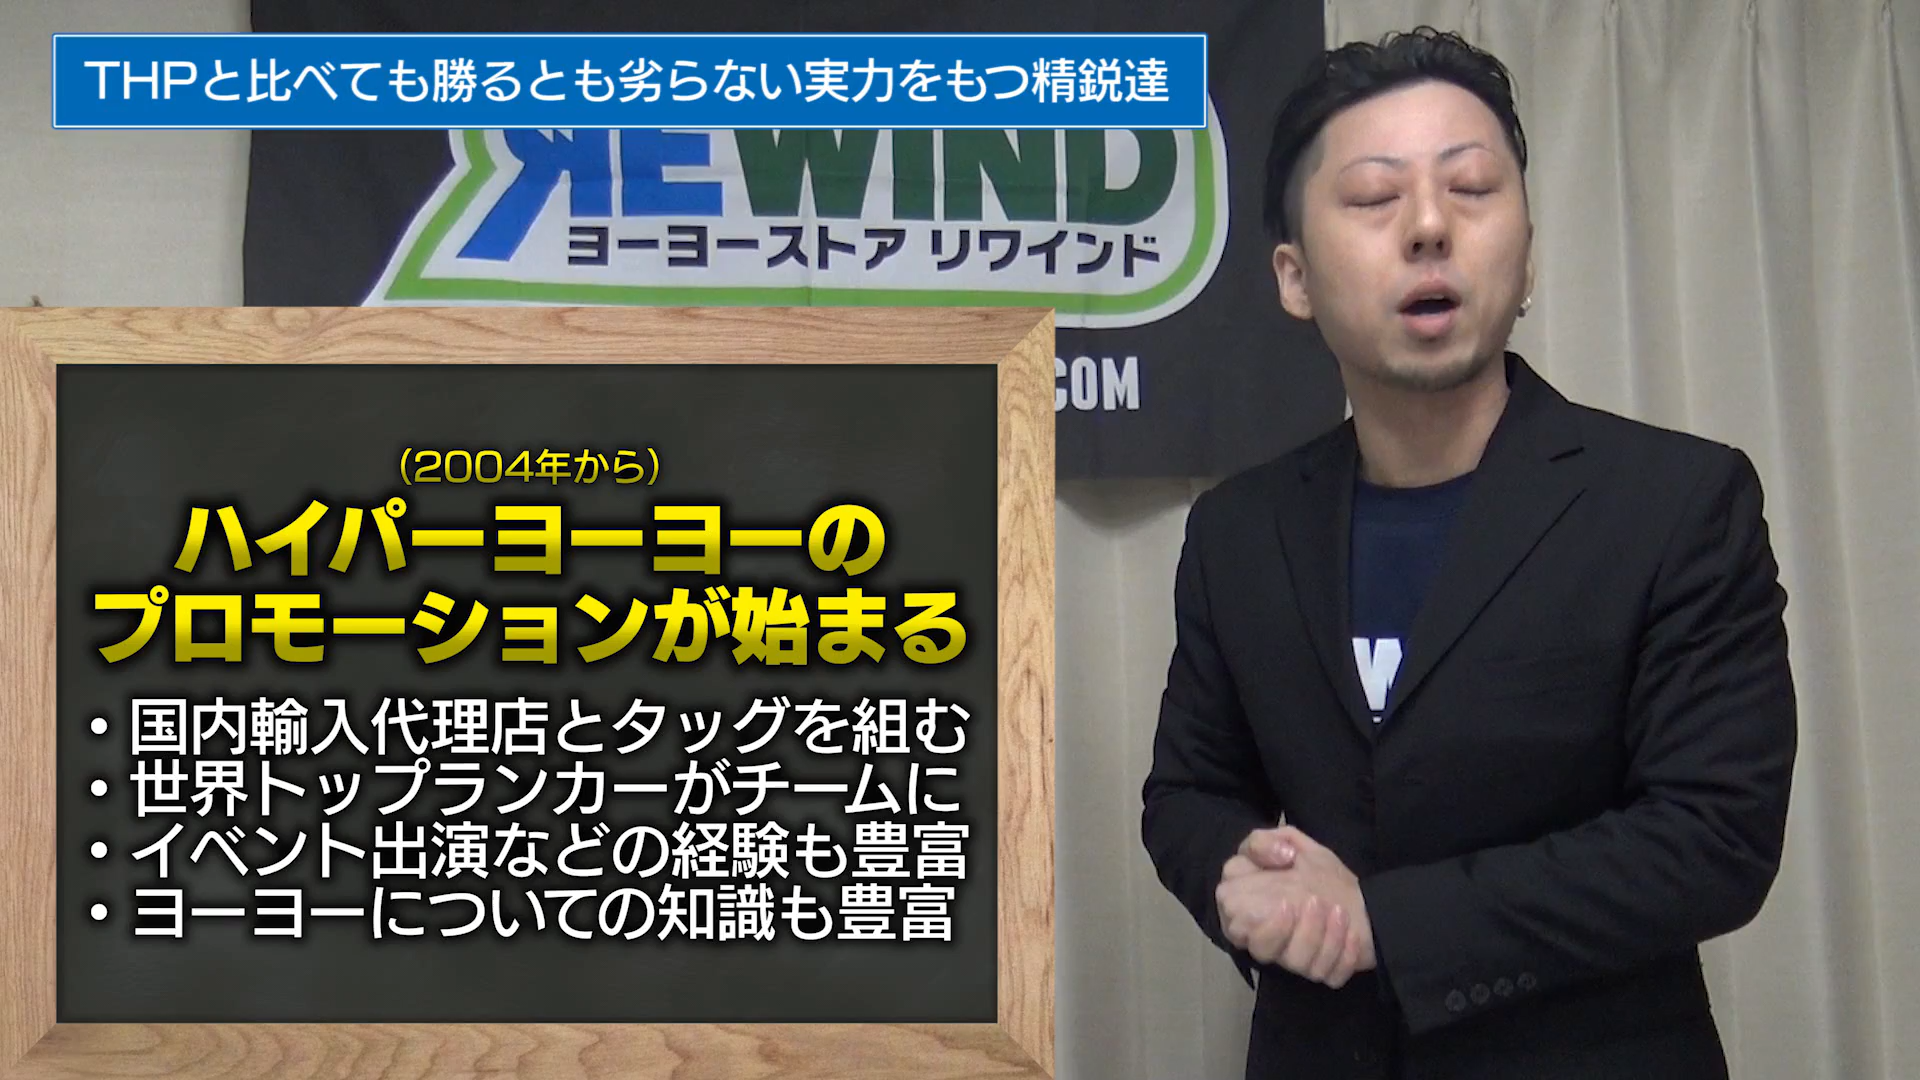 THPと比べても勝るとも劣らない実力をもつ精鋭達
REWIND
ヨーヨーストア リワインド
COM
（2004年から）
ハイパーヨーヨーの
プロモーションが始まる
・国内輸入代理店とタッグを組む
・世界トップランカーがチームに
・イベント出演などの経験も豊富
・ヨーヨーについての知識も豊富
W